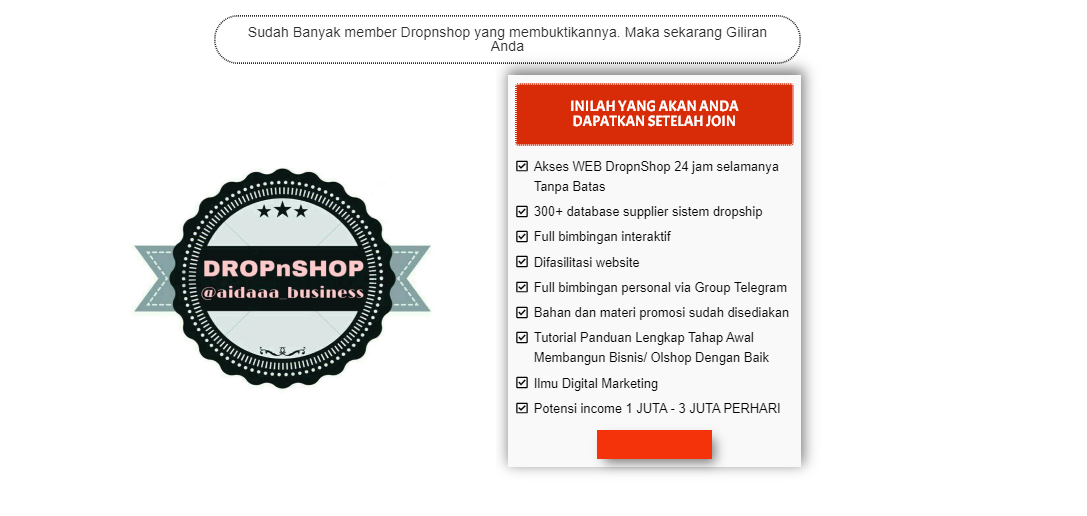 Sudah Banyak member Dropnshop yang membuktikannya. Maka sekarang Giliran
Anda
INILAH YANG AKAN ANDA
DAPATKAN SETELAH JOIN
Akses WEB DropnShop 24 jam selamanya
Tanpa Batas
300+ database supplier sistem dropship
Full bimbingan interaktif
Difasilitasi website
Full bimbingan personal via Group Telegram
Bahan dan materi promosi sudah disediakan
Tutorial Panduan Lengkap Tahap Awal
Membangun Bisnis/ Olshop Dengan Baik
Ilmu Digital Marketing
Potensi income 1 JUTA - 3 JUTA PERHARI
DROPnSHOP
@aidaaa_business